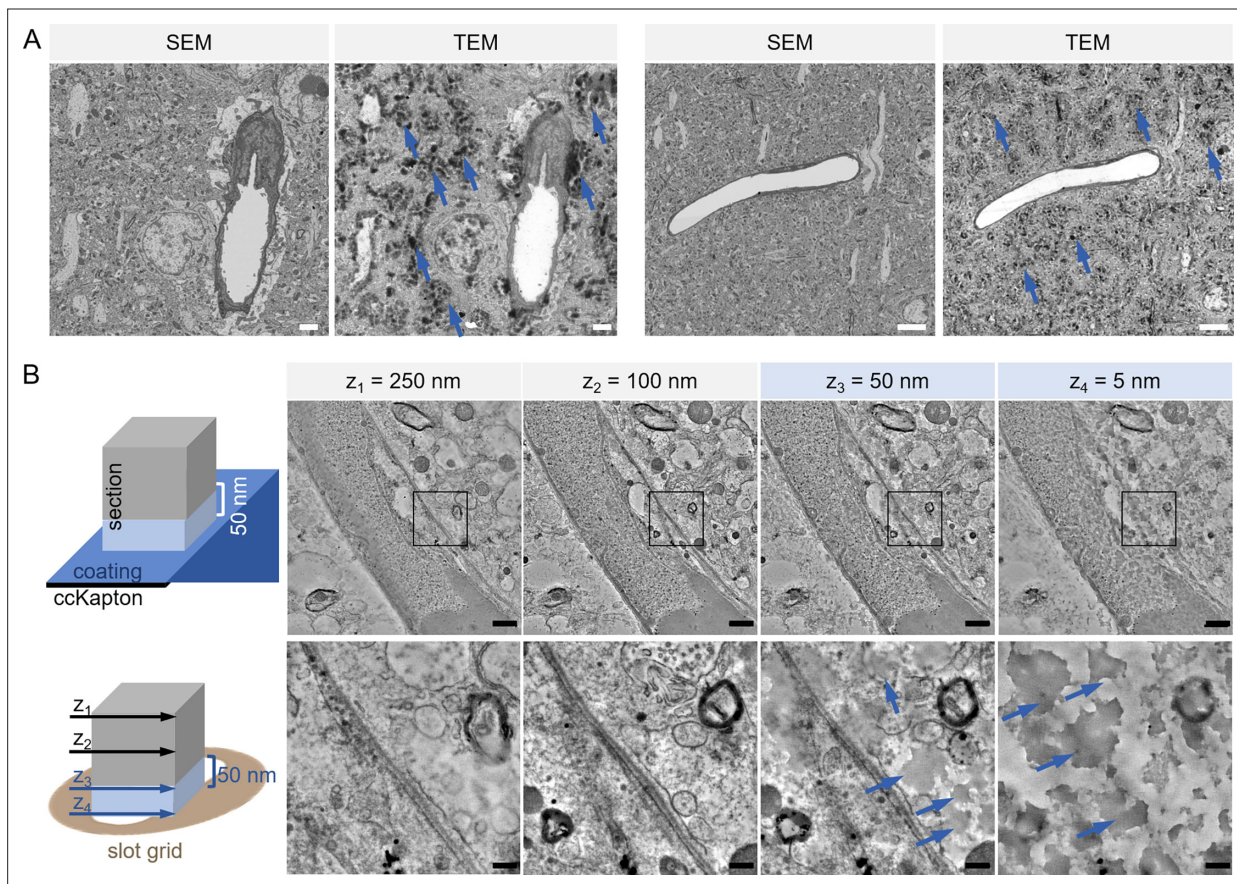 A
SEM
TEM
SEM
TEM
B
z₁ = 250 nm
z₂ = 100 nm
z₃ = 50 nm
z₄ = 5 nm
section
50 nm
coating
ccKapton
z₁
z₂
z₃
z₄
50 nm
slot grid